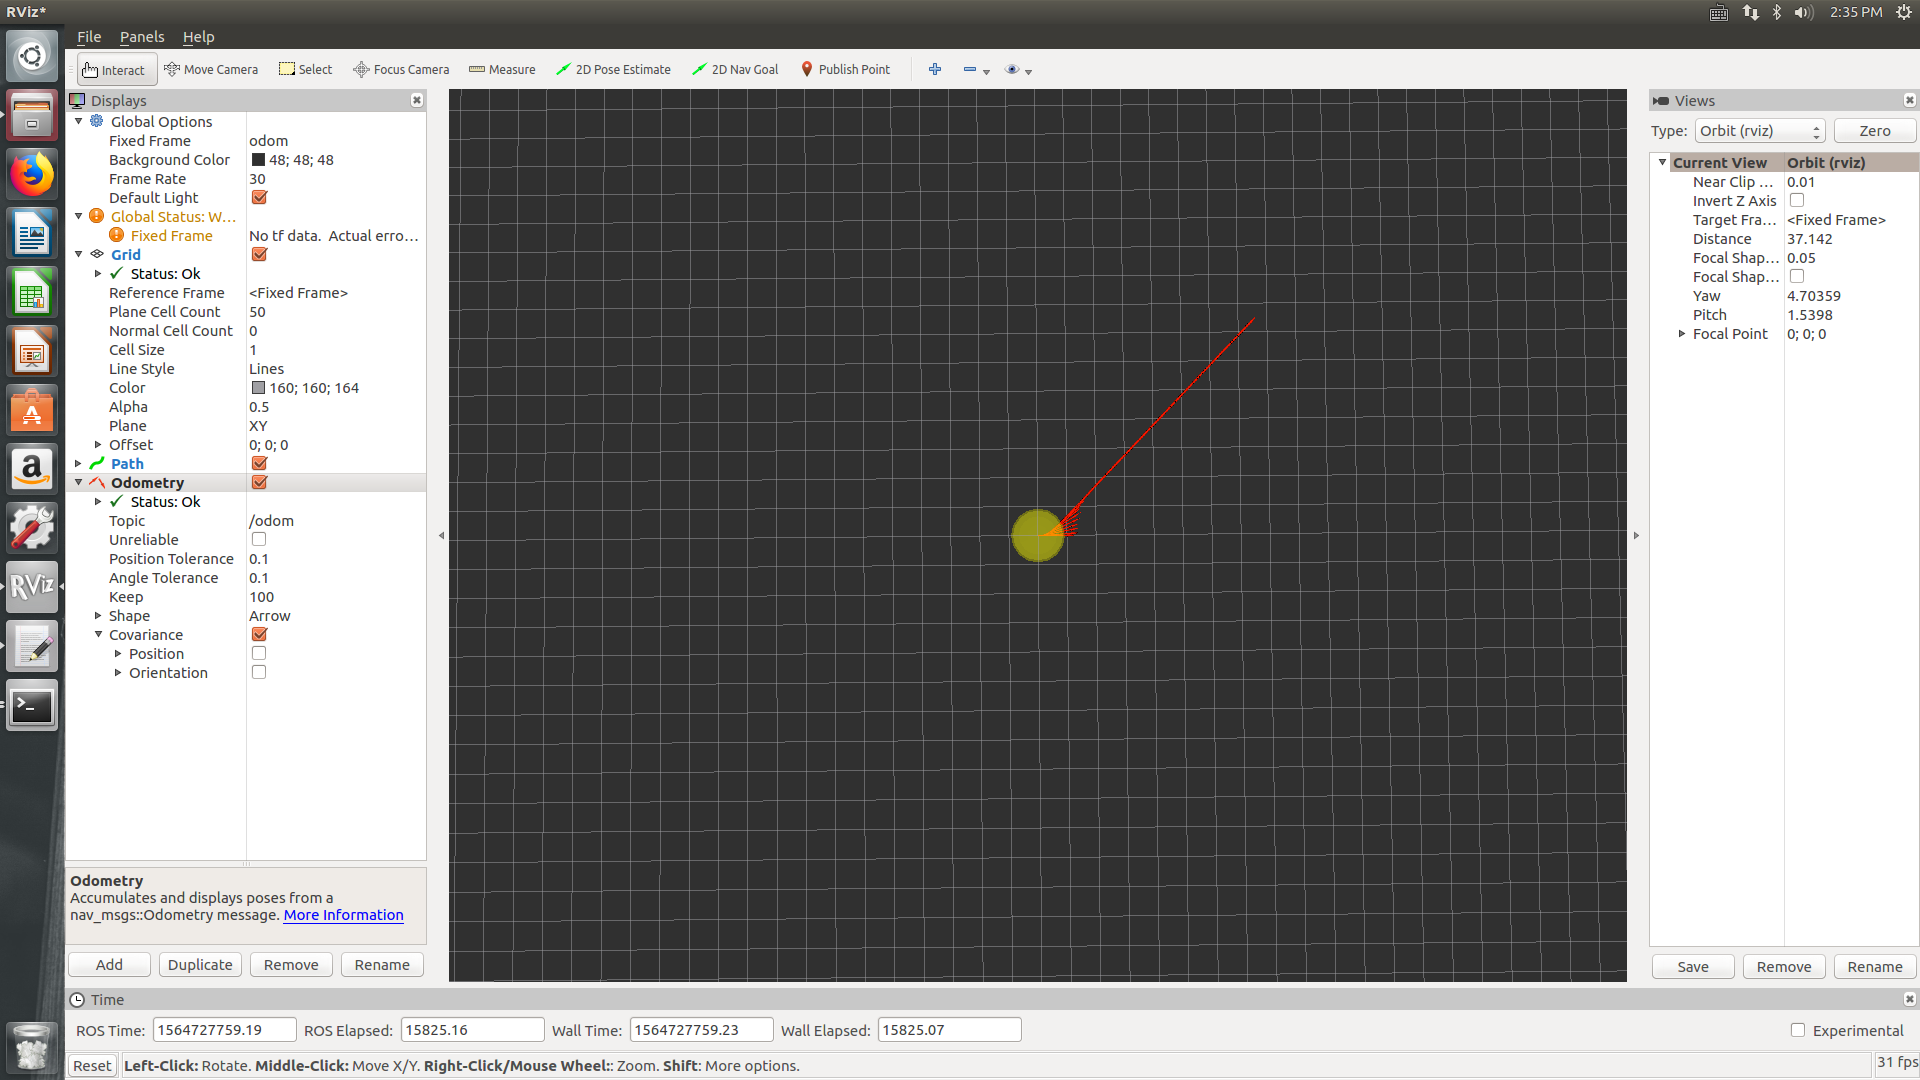 RViz*
2:35 PM
File Panels Help
Interact Move Camera Select Focus Camera Measure 2D Pose Estimate 2D Nav Goal Publish Point
Displays
Global Options
Fixed Frame odom
Background Color 48; 48; 48
Frame Rate 30
Default Light
Global Status: W...
Fixed Frame No tf data. Actual erro...
Grid
Status: Ok
Reference Frame <Fixed Frame>
Plane Cell Count 50
Normal Cell Count 0
Cell Size 1
Line Style Lines
Color 160; 160; 164
Alpha 0.5
Plane XY
Offset 0; 0; 0
Path
Odometry
Status: Ok
Topic /odom
Unreliable
Position Tolerance 0.1
Angle Tolerance 0.1
Keep 100
Shape Arrow
Covariance
Position
Orientation
Odometry
Accumulates and displays poses from a
nav_msgs::Odometry message. More Information
Add Duplicate Remove Rename
Views
Type: Orbit (rviz) Zero
Current View Orbit (rviz)
Near Clip ... 0.01
Invert Z Axis
Target Fra... <Fixed Frame>
Distance 37.142
Focal Shap... 0.05
Focal Shap...
Yaw 4.70359
Pitch 1.5398
Focal Point 0; 0; 0
Save Remove Rename
Time
ROS Time: 1564727759.19 ROS Elapsed: 15825.16 Wall Time: 1564727759.23 Wall Elapsed: 15825.07 Experimental
Reset Left-Click: Rotate. Middle-Click: Move X/Y. Right-Click/Mouse Wheel:: Zoom. Shift: More options. 31 fps
RViz
a